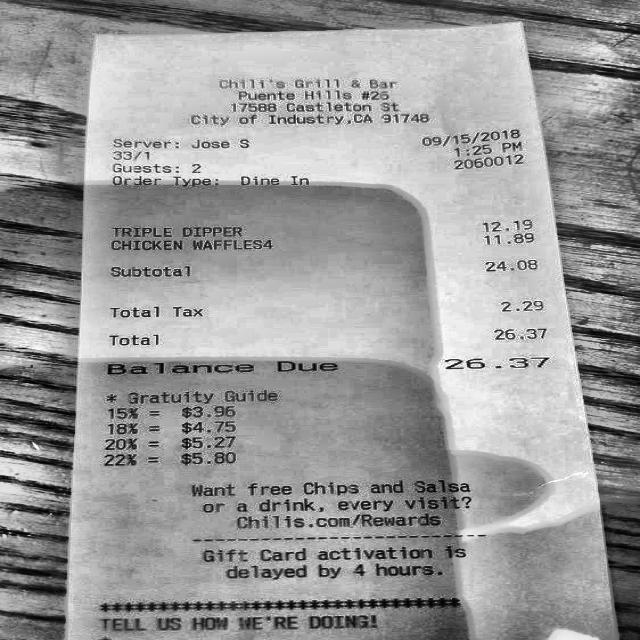 Chili's Grill & Bar
Puente Hills #26
17588 Castleton St
City of Industry,CA 91748
Server: Jose S 09/15/2018
33/1 1:25 PM
Guests: 2 2060012
Order Type: Dine In
TRIPLE DIPPER 12.19
CHICKEN WAFFLES4 11.89
Subtotal 24.08
Total Tax 2.29
Total 26.37
Balance Due 26.37
* Gratuity Guide
15% = $3.96
18% = $4.75
20% = $5.27
22% = $5.80
Want free Chips and Salsa
or a drink, every visit?
Chilis.com/Rewards
--------------------------------
Gift Card activation is
delayed by 4 hours.
****************************************
TELL US HOW WE'RE DOING!